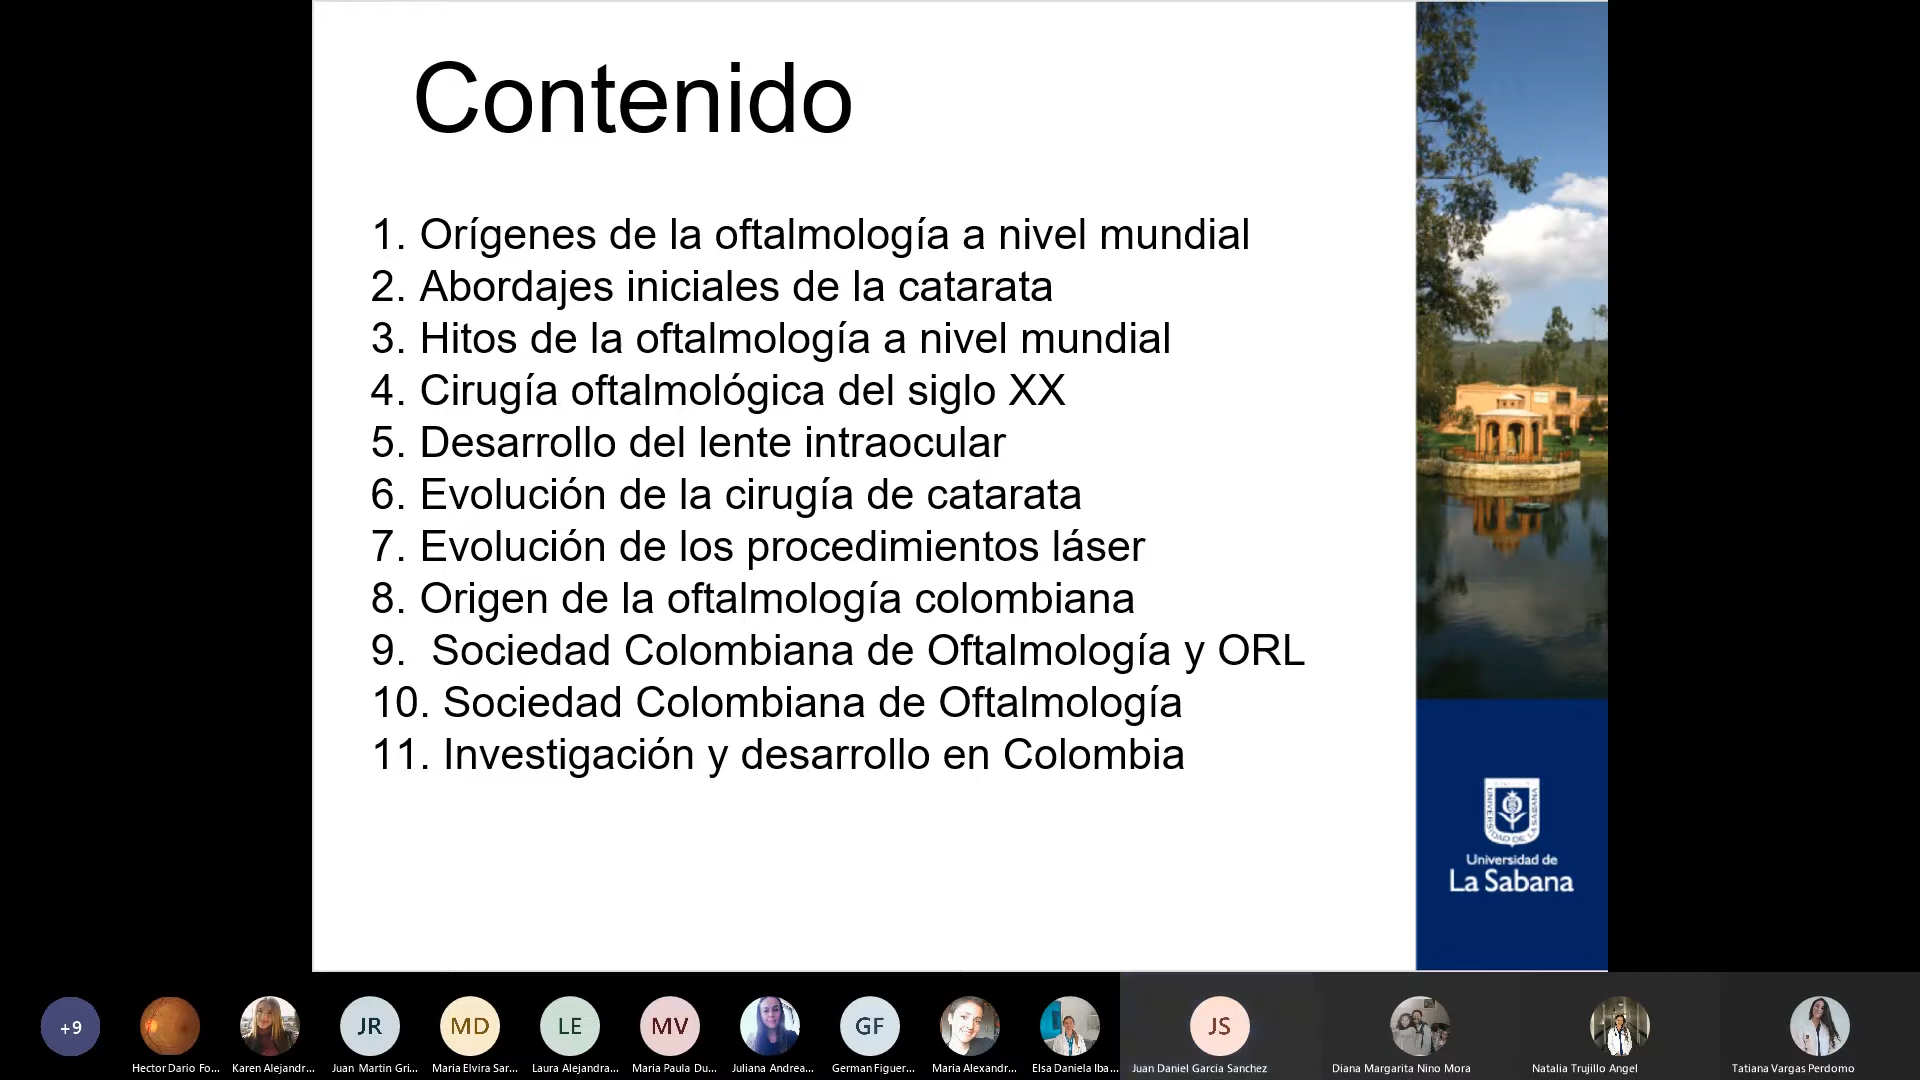 Contenido
1. Orígenes de la oftalmología a nivel mundial
2. Abordajes iniciales de la catarata
3. Hitos de la oftalmología a nivel mundial
4. Cirugía oftalmológica del siglo XX
5. Desarrollo del lente intraocular
6. Evolución de la cirugía de catarata
7. Evolución de los procedimientos láser
8. Origen de la oftalmología colombiana
9.  Sociedad Colombiana de Oftalmología y ORL
10. Sociedad Colombiana de Oftalmología
11. Investigación y desarrollo en Colombia
UNIVERSIDAD DE LA SABANA
Universidad de
La Sabana
+9
JR
MD
LE
MV
GF
JS
Hector Dario Fo...
Karen Alejandr...
Juan Martin Gri...
Maria Elvira Sar...
Laura Alejandra...
Maria Paula Du...
Juliana Andrea...
German Figuer...
Maria Alexandr...
Elsa Daniela Iba...
Juan Daniel Garcia Sanchez
Diana Margarita Nino Mora
Natalia Trujillo Angel
Tatiana Vargas Perdomo